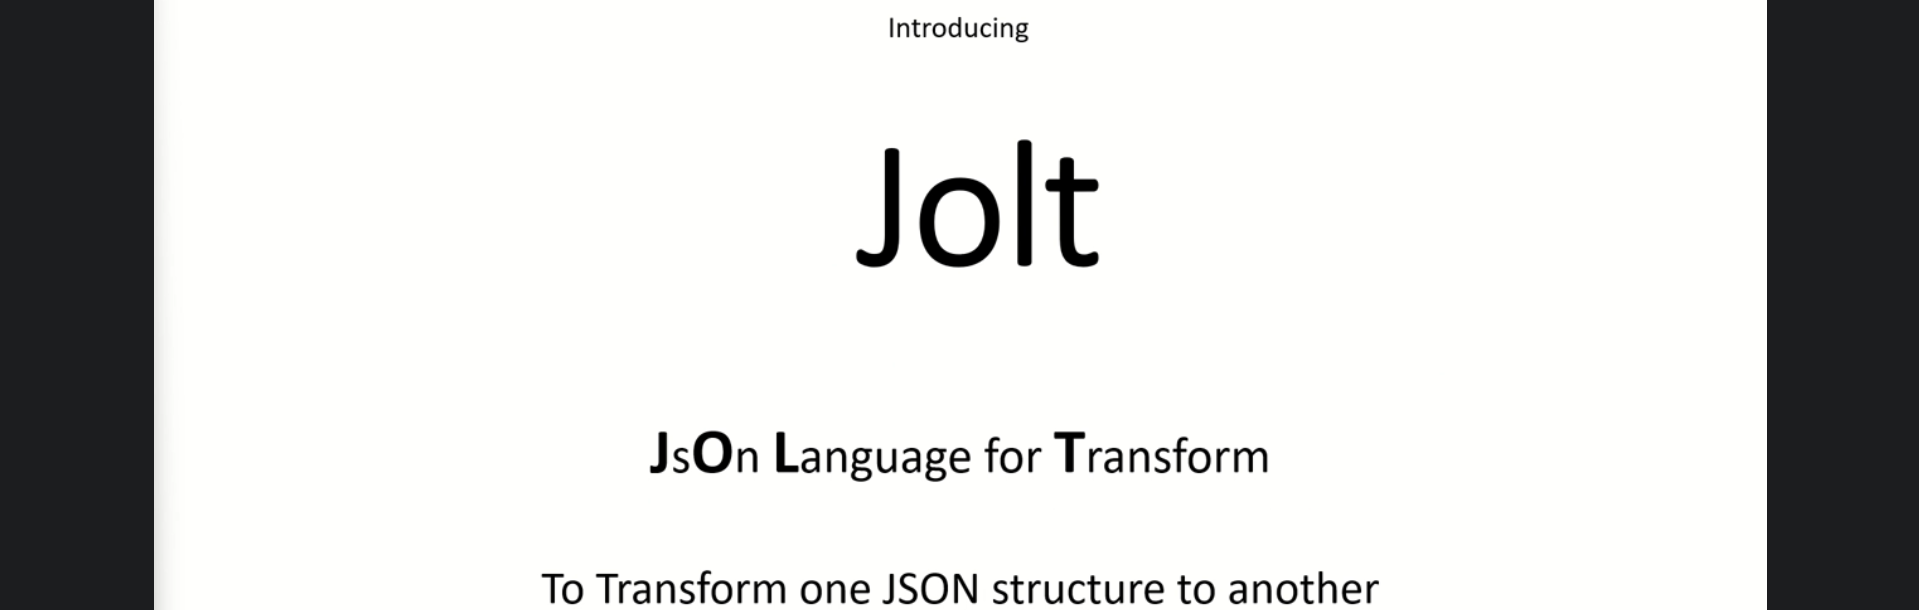 Introducing
Jolt
JsOn Language for Transform
To Transform one JSON structure to another